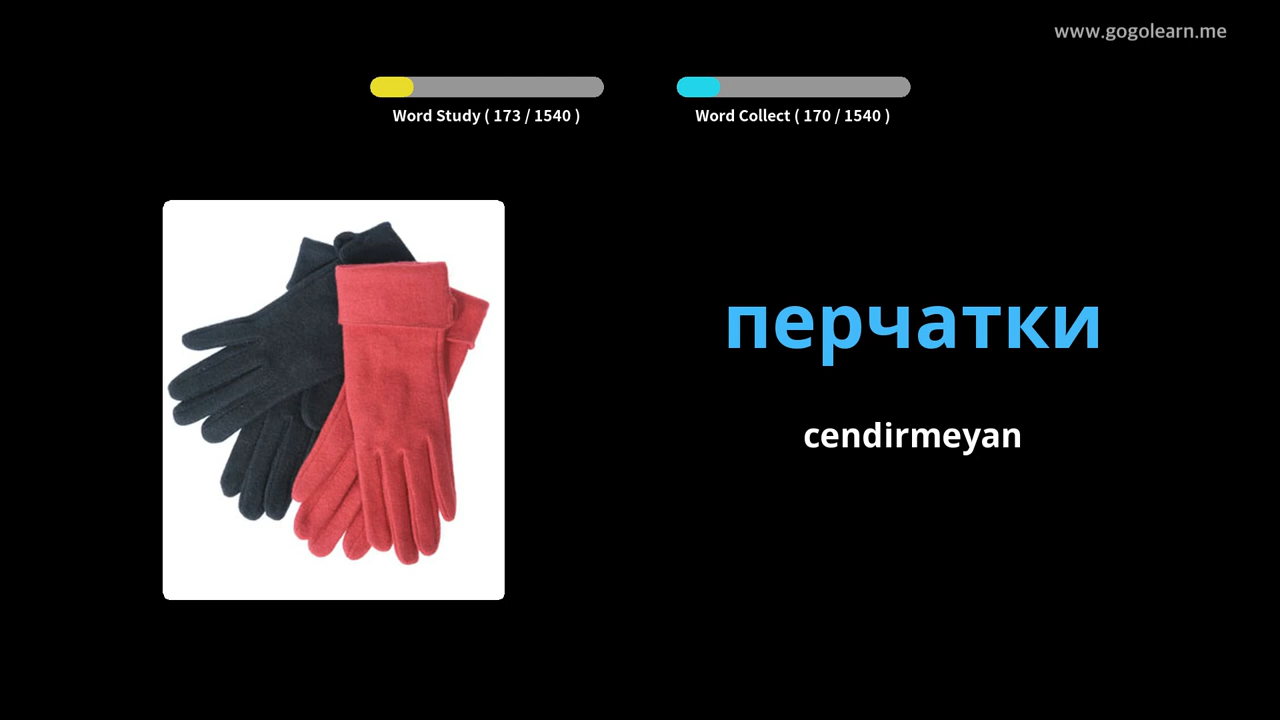 www.gogolearn.me
Word Study ( 173 / 1540 )
Word Collect ( 170 / 1540 )
перчатки
cendirmeyan